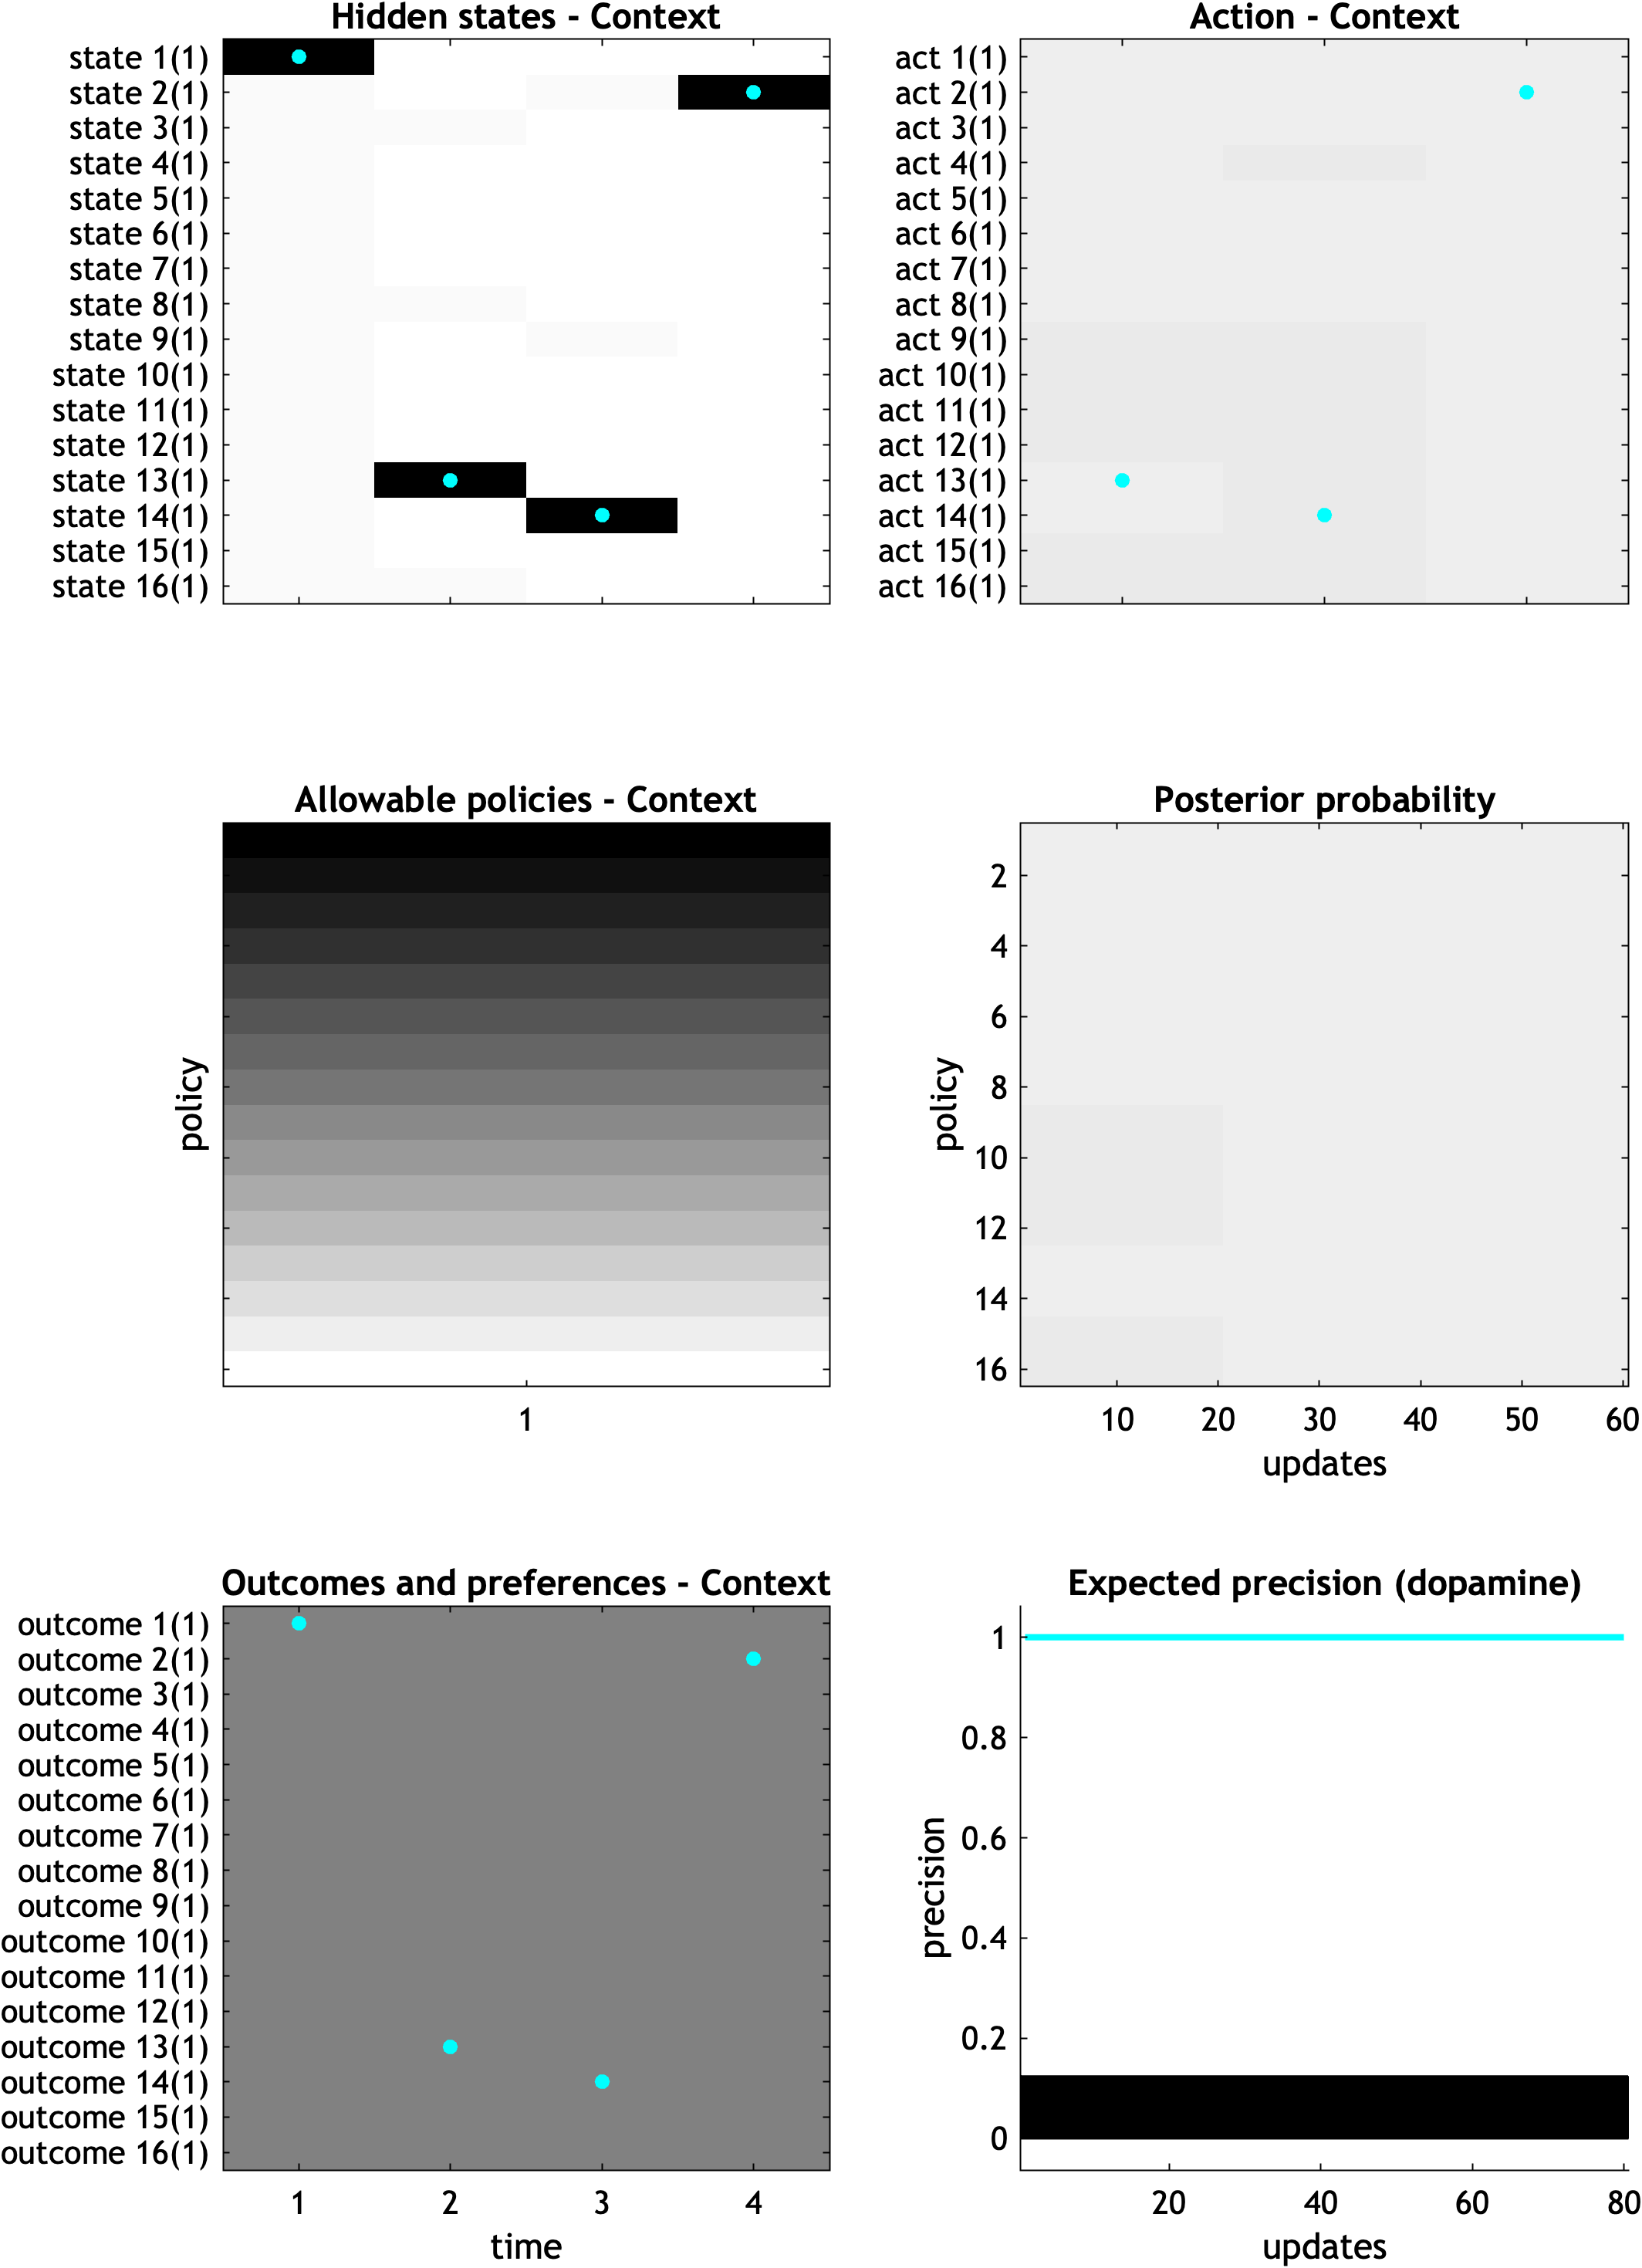 Hidden states - Context
state 1(1)
state 2(1)
state 3(1)
state 4(1)
state 5(1)
state 6(1)
state 7(1)
state 8(1)
state 9(1)
state 10(1)
state 11(1)
state 12(1)
state 13(1)
state 14(1)
state 15(1)
state 16(1)
Action - Context
act 1(1)
act 2(1)
act 3(1)
act 4(1)
act 5(1)
act 6(1)
act 7(1)
act 8(1)
act 9(1)
act 10(1)
act 11(1)
act 12(1)
act 13(1)
act 14(1)
act 15(1)
act 16(1)
Allowable policies - Context
policy
1
Posterior probability
policy
2
4
6
8
10
12
14
16
10 20 30 40 50 60
updates
Outcomes and preferences - Context
outcome 1(1)
outcome 2(1)
outcome 3(1)
outcome 4(1)
outcome 5(1)
outcome 6(1)
outcome 7(1)
outcome 8(1)
outcome 9(1)
outcome 10(1)
outcome 11(1)
outcome 12(1)
outcome 13(1)
outcome 14(1)
outcome 15(1)
outcome 16(1)
1 2 3 4
time
Expected precision (dopamine)
precision
1
0.8
0.6
0.4
0.2
0
20 40 60 80
updates